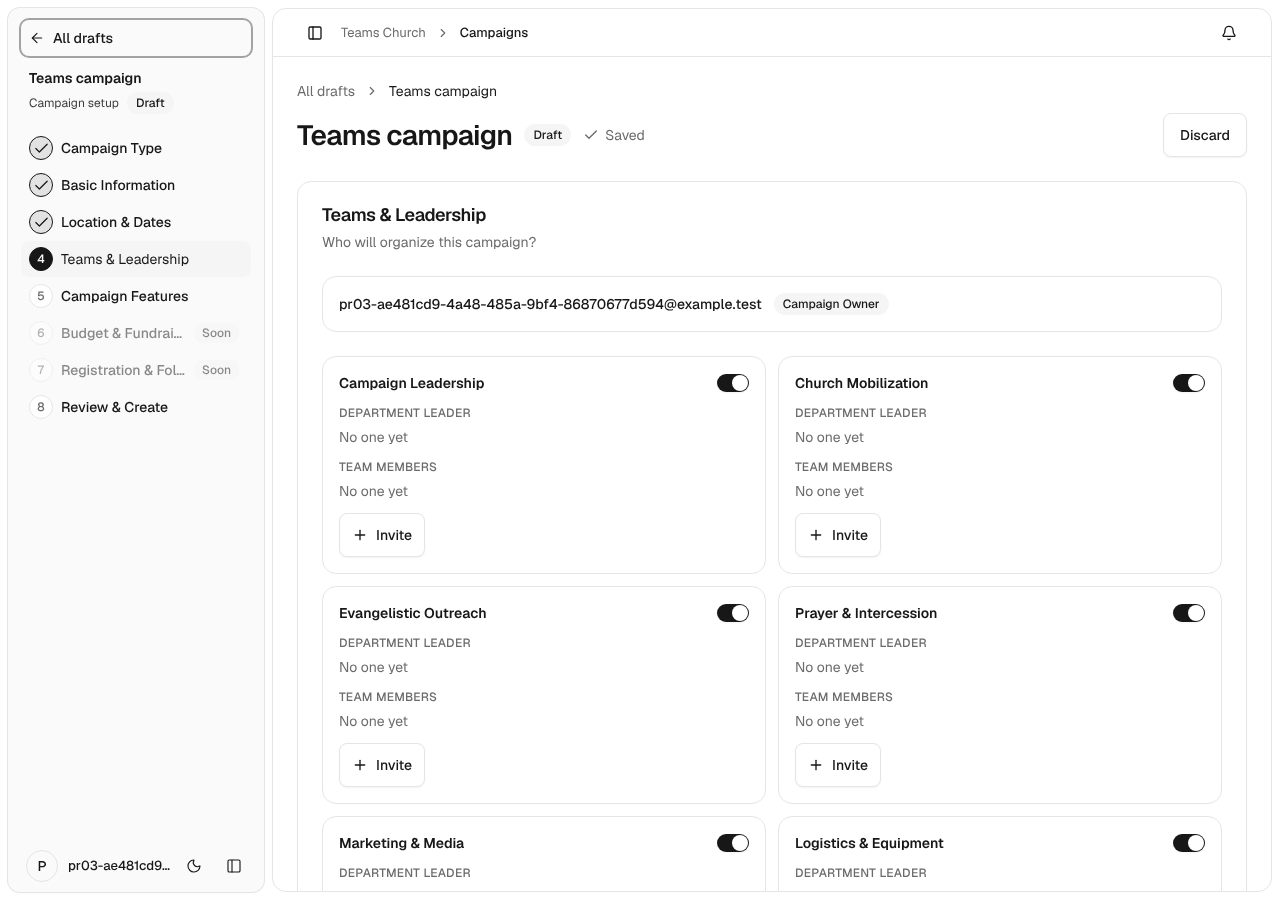 All drafts
Teams campaign
Campaign setup Draft
Campaign Type
Basic Information
Location & Dates
4 Teams & Leadership
5 Campaign Features
6 Budget & Fundrai... Soon
7 Registration & Fol... Soon
8 Review & Create
P pr03-ae481cd9...
Teams Church > Campaigns
All drafts > Teams campaign
Teams campaign Draft Saved
Discard
Teams & Leadership
Who will organize this campaign?
pr03-ae481cd9-4a48-485a-9bf4-86870677d594@example.test Campaign Owner
Campaign Leadership
DEPARTMENT LEADER
No one yet
TEAM MEMBERS
No one yet
+ Invite
Church Mobilization
DEPARTMENT LEADER
No one yet
TEAM MEMBERS
No one yet
+ Invite
Evangelistic Outreach
DEPARTMENT LEADER
No one yet
TEAM MEMBERS
No one yet
+ Invite
Prayer & Intercession
DEPARTMENT LEADER
No one yet
TEAM MEMBERS
No one yet
+ Invite
Marketing & Media
DEPARTMENT LEADER
Logistics & Equipment
DEPARTMENT LEADER